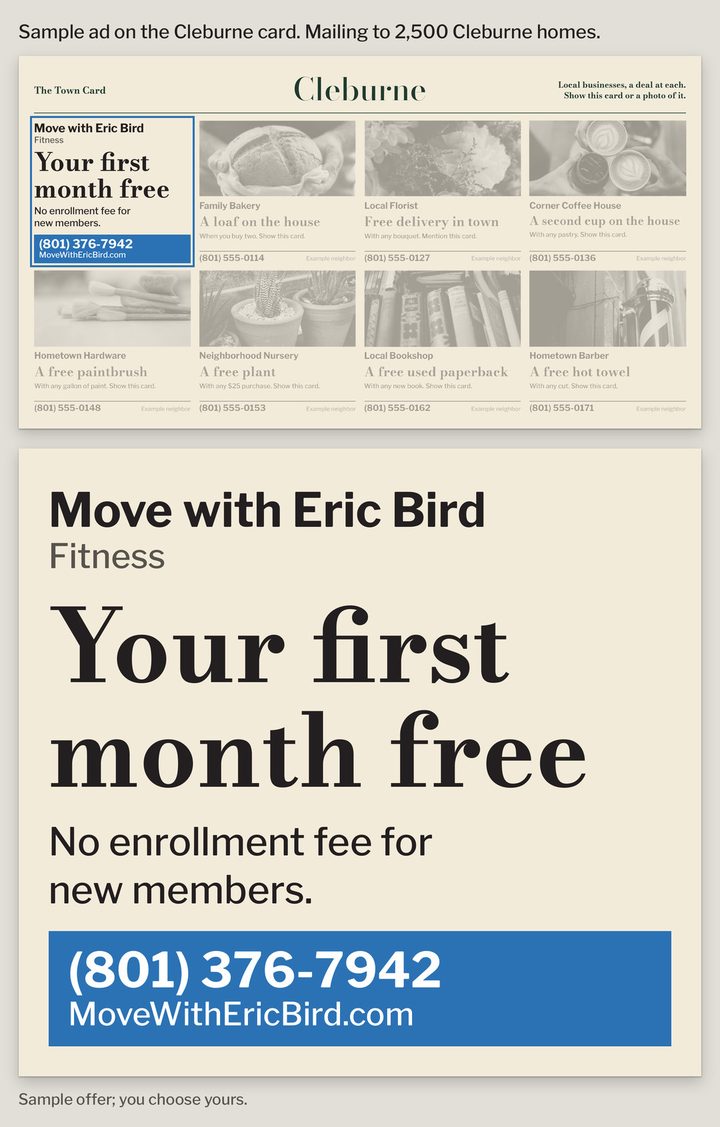 Sample ad on the Cleburne card. Mailing to 2,500 Cleburne homes.
The Town Card
Cleburne
Local businesses, a deal at each.
Show this card or a photo of it.
Move with Eric Bird
Fitness
Your first
month free
No enrollment fee for
new members.
(801) 376-7942
MoveWithEricBird.com
Family Bakery
A loaf on the house
When you buy two. Show this card.
(801) 555-0114
Example neighbor
Local Florist
Free delivery in town
With any bouquet. Mention this card.
(801) 555-0127
Example neighbor
Corner Coffee House
A second cup on the house
With any pastry. Show this card.
(801) 555-0136
Example neighbor
Hometown Hardware
A free paintbrush
With any gallon of paint. Show this card.
(801) 555-0148
Example neighbor
Neighborhood Nursery
A free plant
With any $25 purchase. Show this card.
(801) 555-0153
Example neighbor
Local Bookshop
A free used paperback
With any new book. Show this card.
(801) 555-0162
Example neighbor
Hometown Barber
A free hot towel
With any cut. Show this card.
(801) 555-0171
Example neighbor
Move with Eric Bird
Fitness
Your first
month free
No enrollment fee for
new members.
(801) 376-7942
MoveWithEricBird.com
Sample offer; you choose yours.